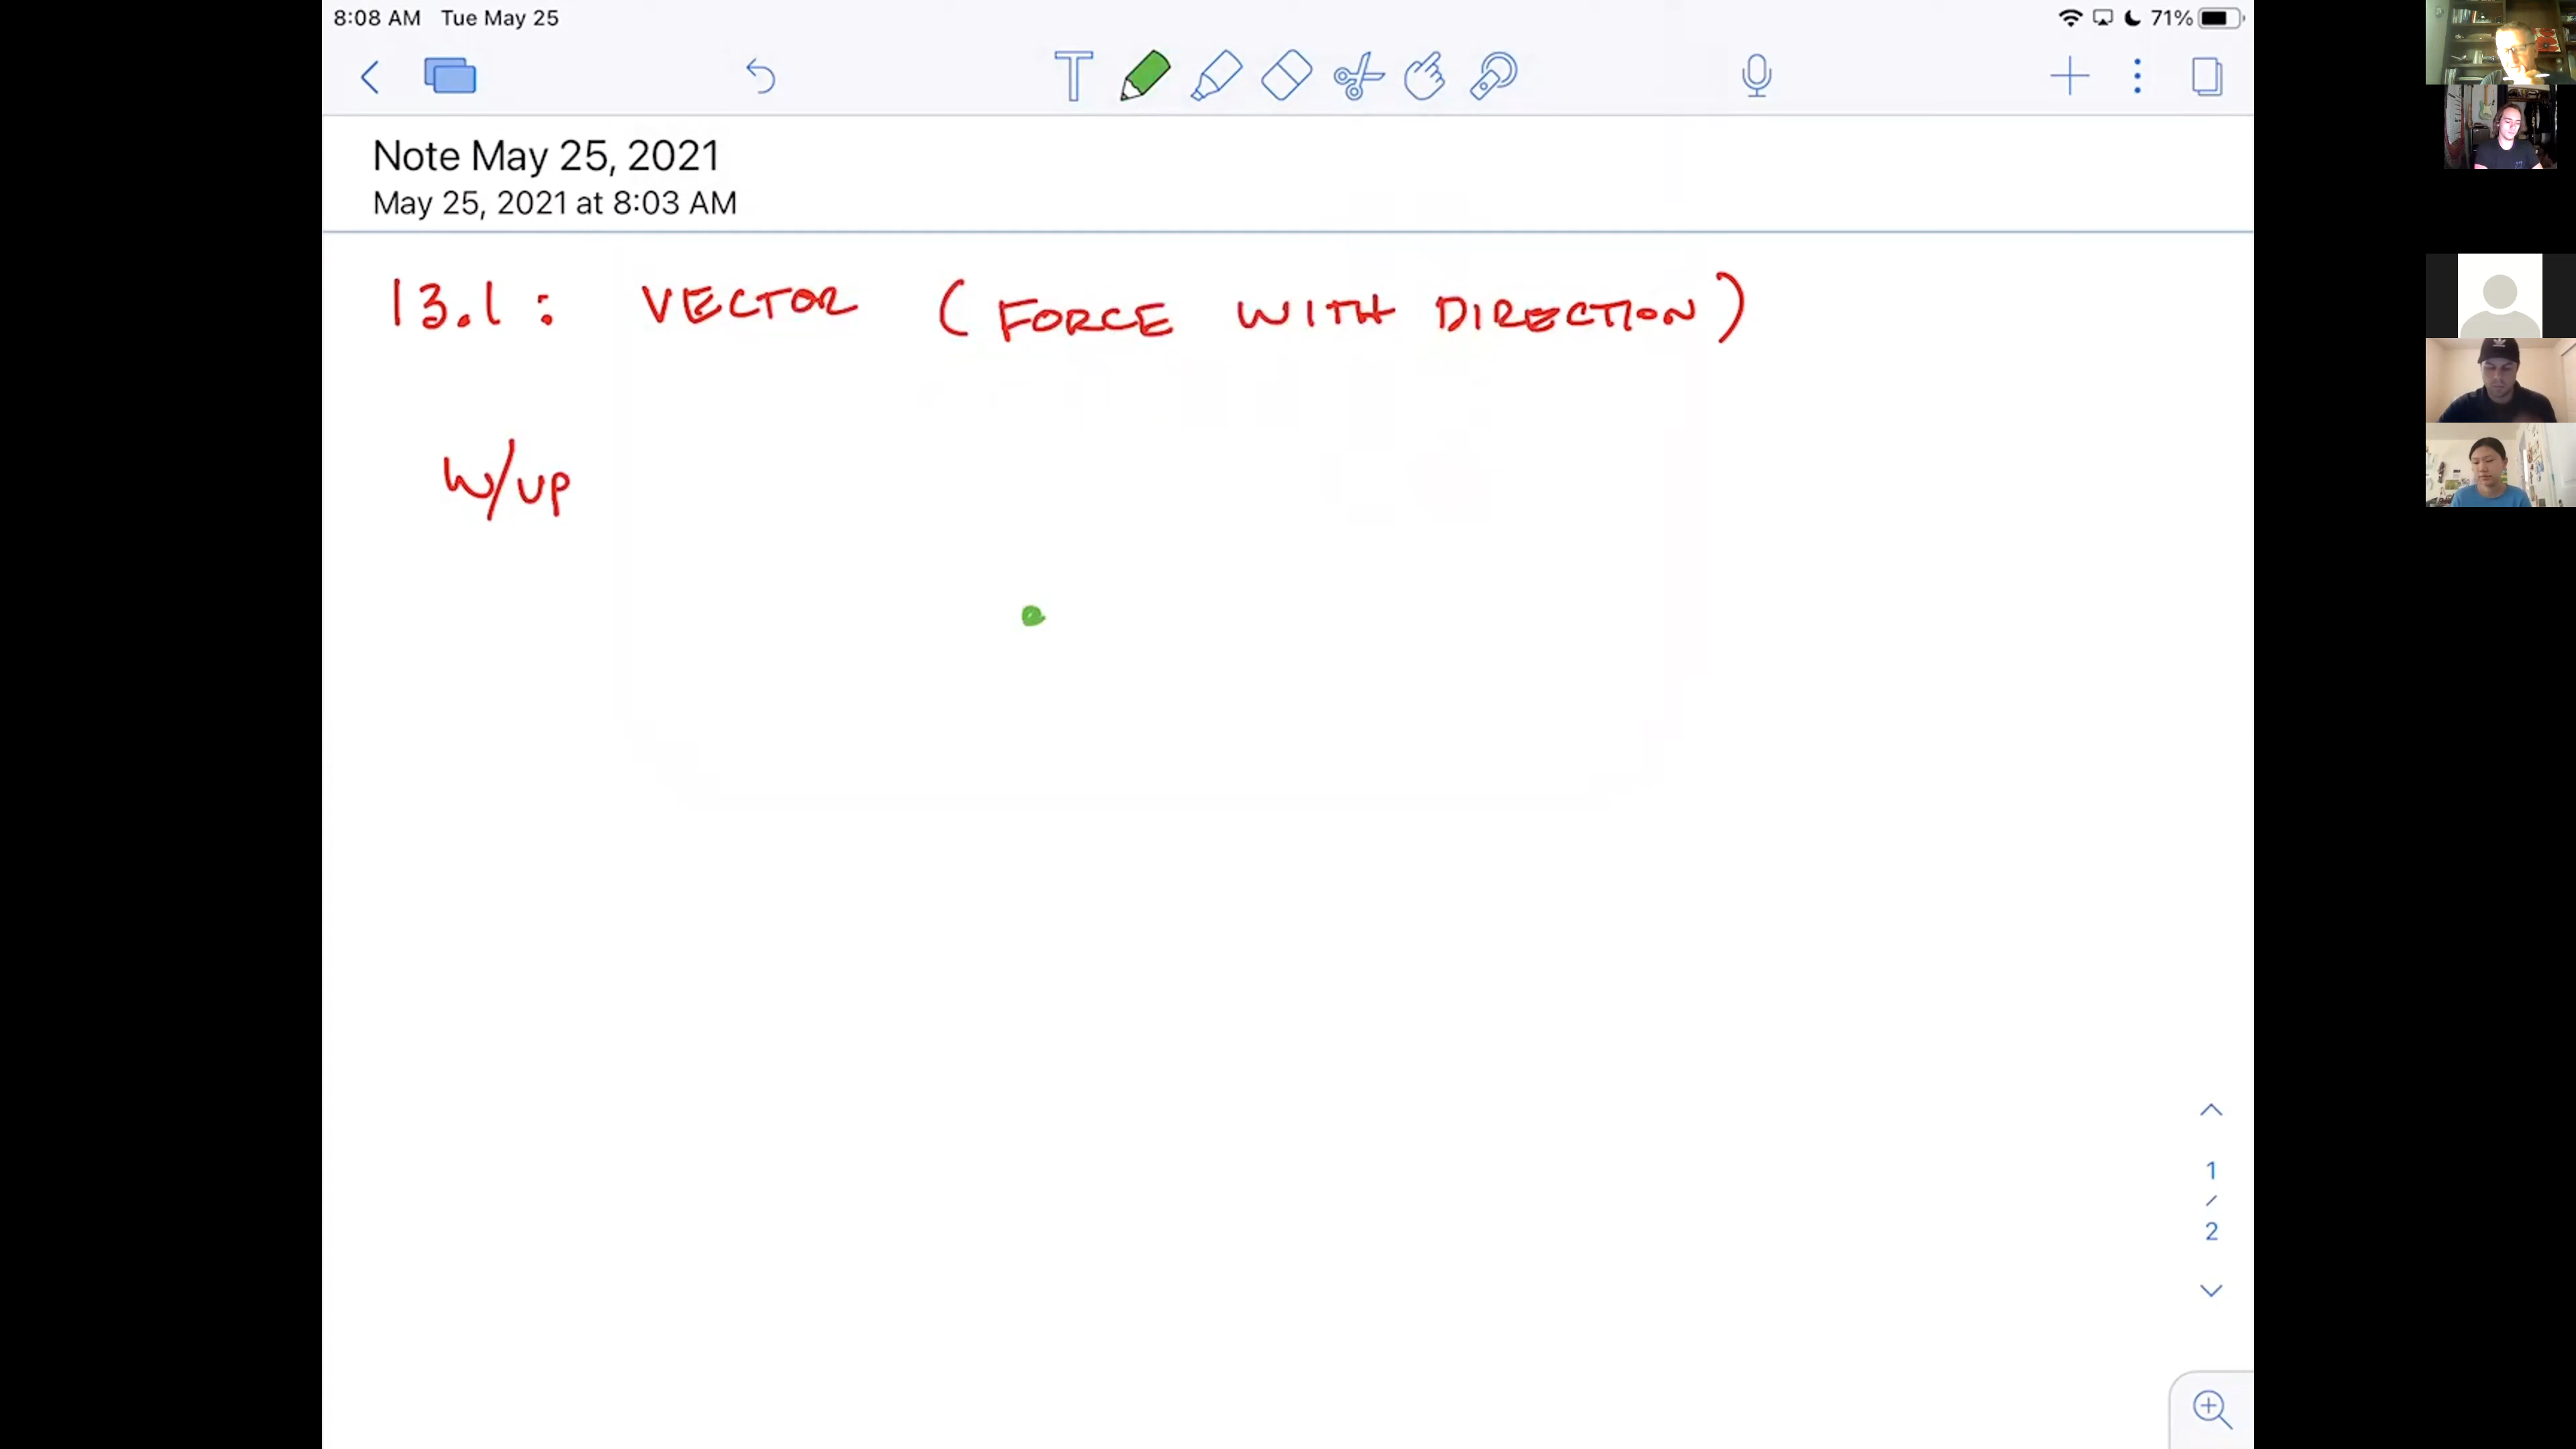 8:08 AM Tue May 25 71%
Note May 25, 2021
May 25, 2021 at 8:03 AM
13.1: VECTOR (FORCE WITH DIRECTION)
W/UP
1
/
2